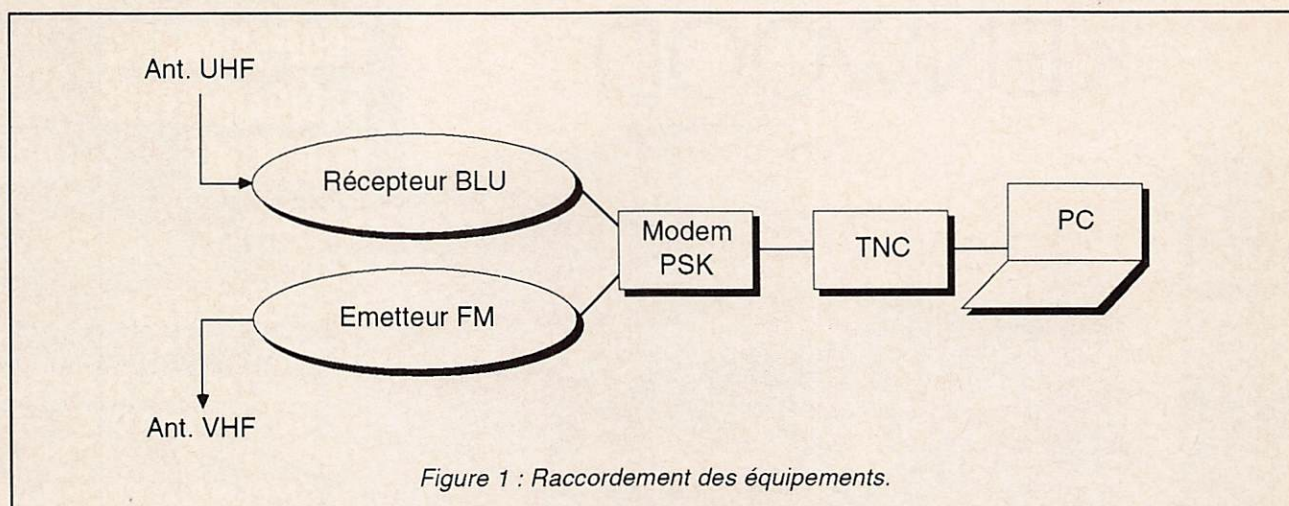 Ant. UHF
Récepteur BLU
Modem
PSK
TNC
PC
Emetteur FM
Ant. VHF
Figure 1 : Raccordement des équipements.